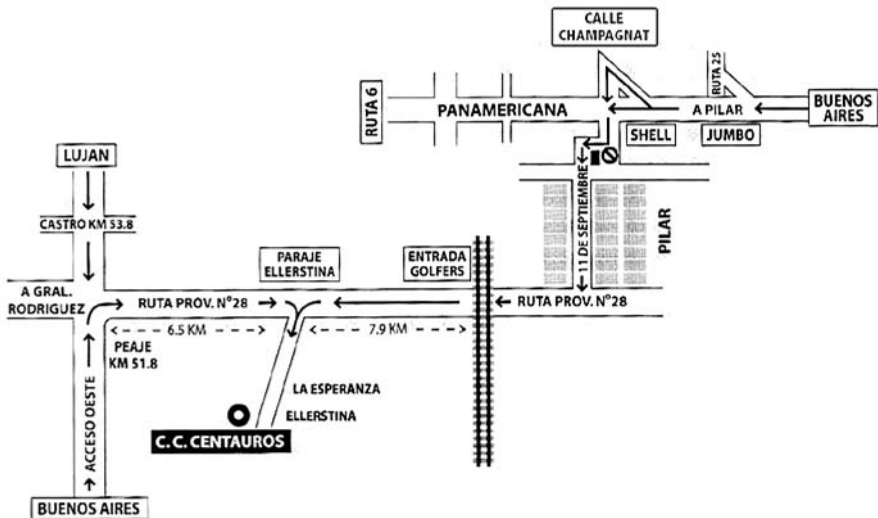 CALLE
CHAMPAGNAT
RUTA 25
RUTA 6
PANAMERICANA
A PILAR
BUENOS
AIRES
SHELL
JUMBO
LUJAN
11 DE SEPTIEMBRE
PILAR
CASTRO KM 53.8
PARAJE
ELLERSTINA
ENTRADA
GOLFERS
A GRAL.
RODRIGUEZ
RUTA PROV. N°28
RUTA PROV. N°28
6.5 KM
7.9 KM
PEAJE
KM 51.8
LA ESPERANZA
ELLERSTINA
ACCESO OESTE
C. C. CENTAUROS
BUENOS AIRES